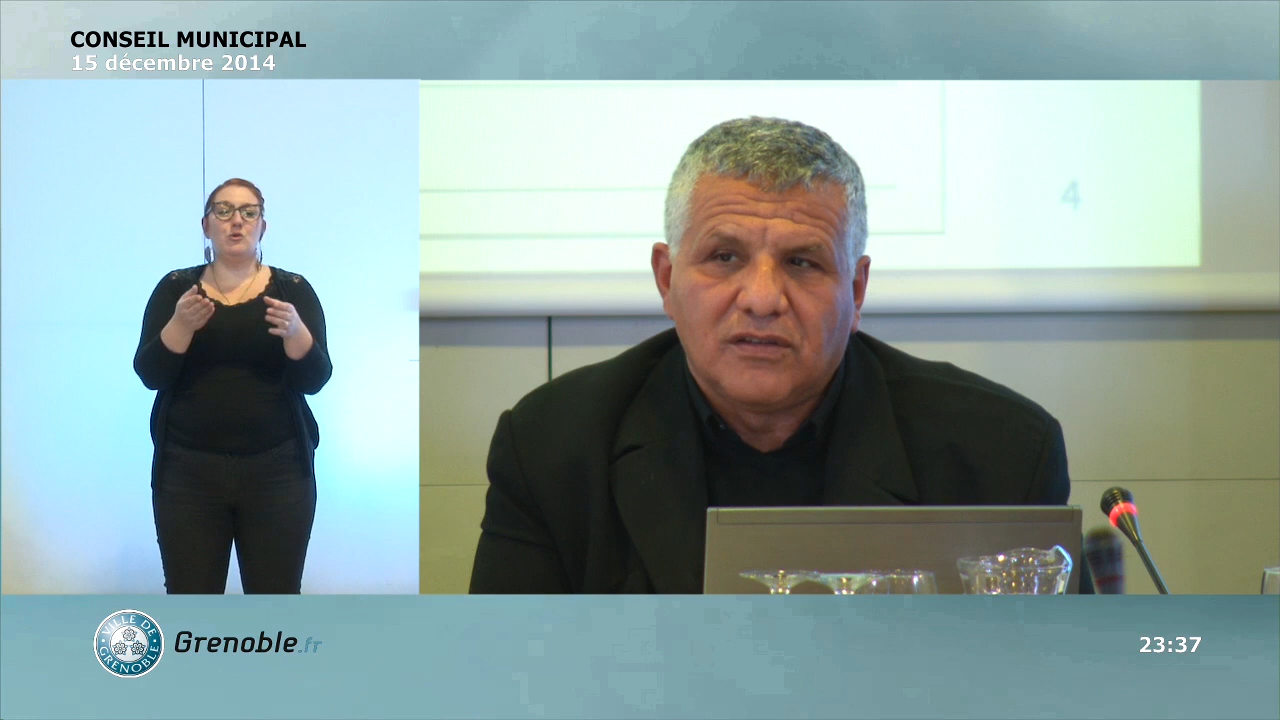 CONSEIL MUNICIPAL
15 décembre 2014
4
VILLE DE
GRENOBLE
Grenoble.fr
23:37